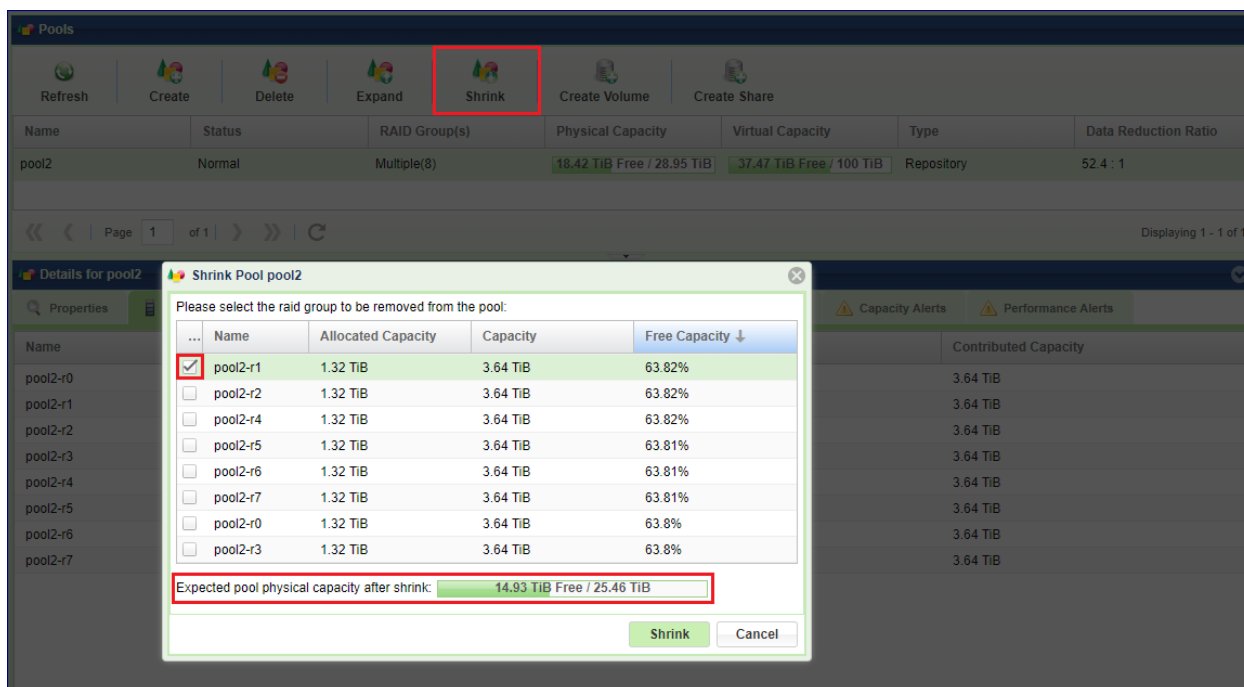 Pools
Refresh Create Delete Expand Shrink Create Volume Create Share
Name Status RAID Group(s) Physical Capacity Virtual Capacity Type Data Reduction Ratio
pool2 Normal Multiple(8) 18.42 TiB Free / 28.95 TiB 37.47 TiB Free / 100 TiB Repository 52.4 : 1
Page 1 of 1 Displaying 1 - 1 of 1
Details for pool2
Properties Capacity Alerts Performance Alerts
Name Contributed Capacity
pool2-r0 3.64 TiB
pool2-r1 3.64 TiB
pool2-r2 3.64 TiB
pool2-r3 3.64 TiB
pool2-r4 3.64 TiB
pool2-r5 3.64 TiB
pool2-r6 3.64 TiB
pool2-r7 3.64 TiB
Shrink Pool pool2
Please select the raid group to be removed from the pool:
... Name Allocated Capacity Capacity Free Capacity
pool2-r1 1.32 TiB 3.64 TiB 63.82%
pool2-r2 1.32 TiB 3.64 TiB 63.82%
pool2-r4 1.32 TiB 3.64 TiB 63.82%
pool2-r5 1.32 TiB 3.64 TiB 63.81%
pool2-r6 1.32 TiB 3.64 TiB 63.81%
pool2-r7 1.32 TiB 3.64 TiB 63.81%
pool2-r0 1.32 TiB 3.64 TiB 63.8%
pool2-r3 1.32 TiB 3.64 TiB 63.8%
Expected pool physical capacity after shrink: 14.93 TiB Free / 25.46 TiB
Shrink Cancel